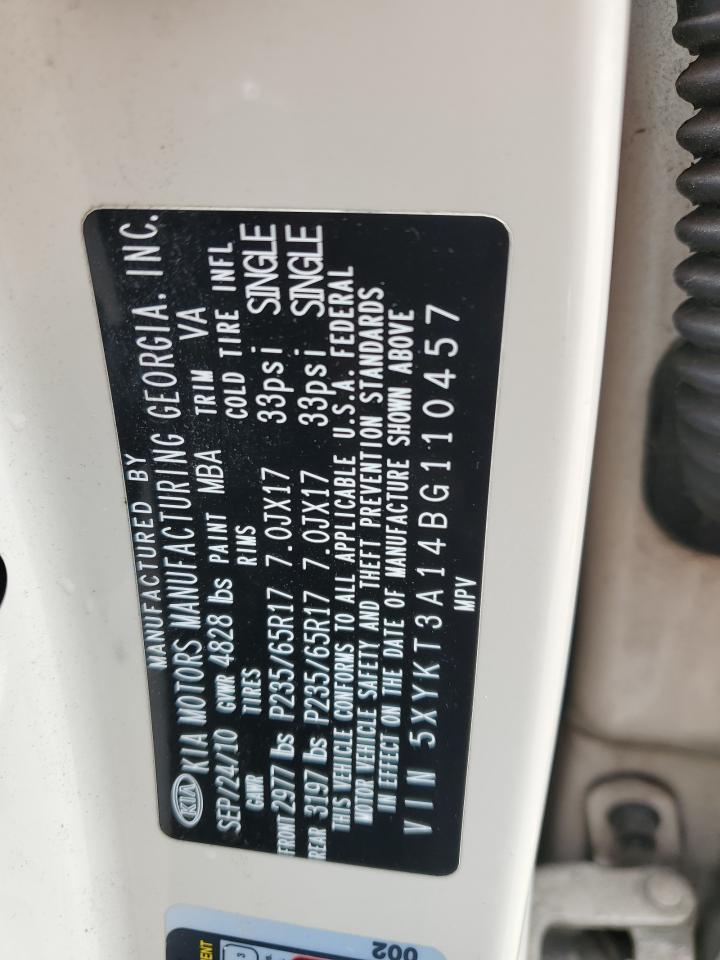 MANUFACTURED BY
KIA KIA MOTORS MANUFACTURING GEORGIA. INC.
SEP/24/10 GVWR 4828 lbs PAINT MBA TRIM VA
GAWR TIRES RIMS COLD TIRE INFL
FRONT 2977 lbs P235/65R17 7.0JX17 33psi SINGLE
REAR 3197 lbs P235/65R17 7.0JX17 33psi SINGLE
THIS VEHICLE CONFORMS TO ALL APPLICABLE U.S.A. FEDERAL
MOTOR VEHICLE SAFETY AND THEFT PREVENTION STANDARDS
IN EFFECT ON THE DATE OF MANUFACTURE SHOWN ABOVE
VIN 5XYKT3A14BG110457
MPV
002